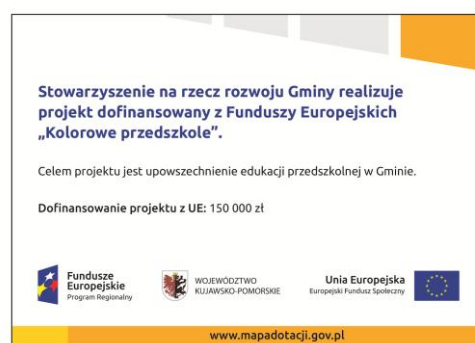 Stowarzyszenie na rzecz rozwoju Gminy realizuje
projekt dofinansowany z Funduszy Europejskich
„Kolorowe przedszkole”.
Celem projektu jest upowszechnienie edukacji przedszkolnej w Gminie.
Dofinansowanie projektu z UE: 150 000 zł
Fundusze
Europejskie
Program Regionalny
WOJEWÓDZTWO
KUJAWSKO-POMORSKIE
Unia Europejska
Europejski Fundusz Społeczny
www.mapadotacji.gov.pl